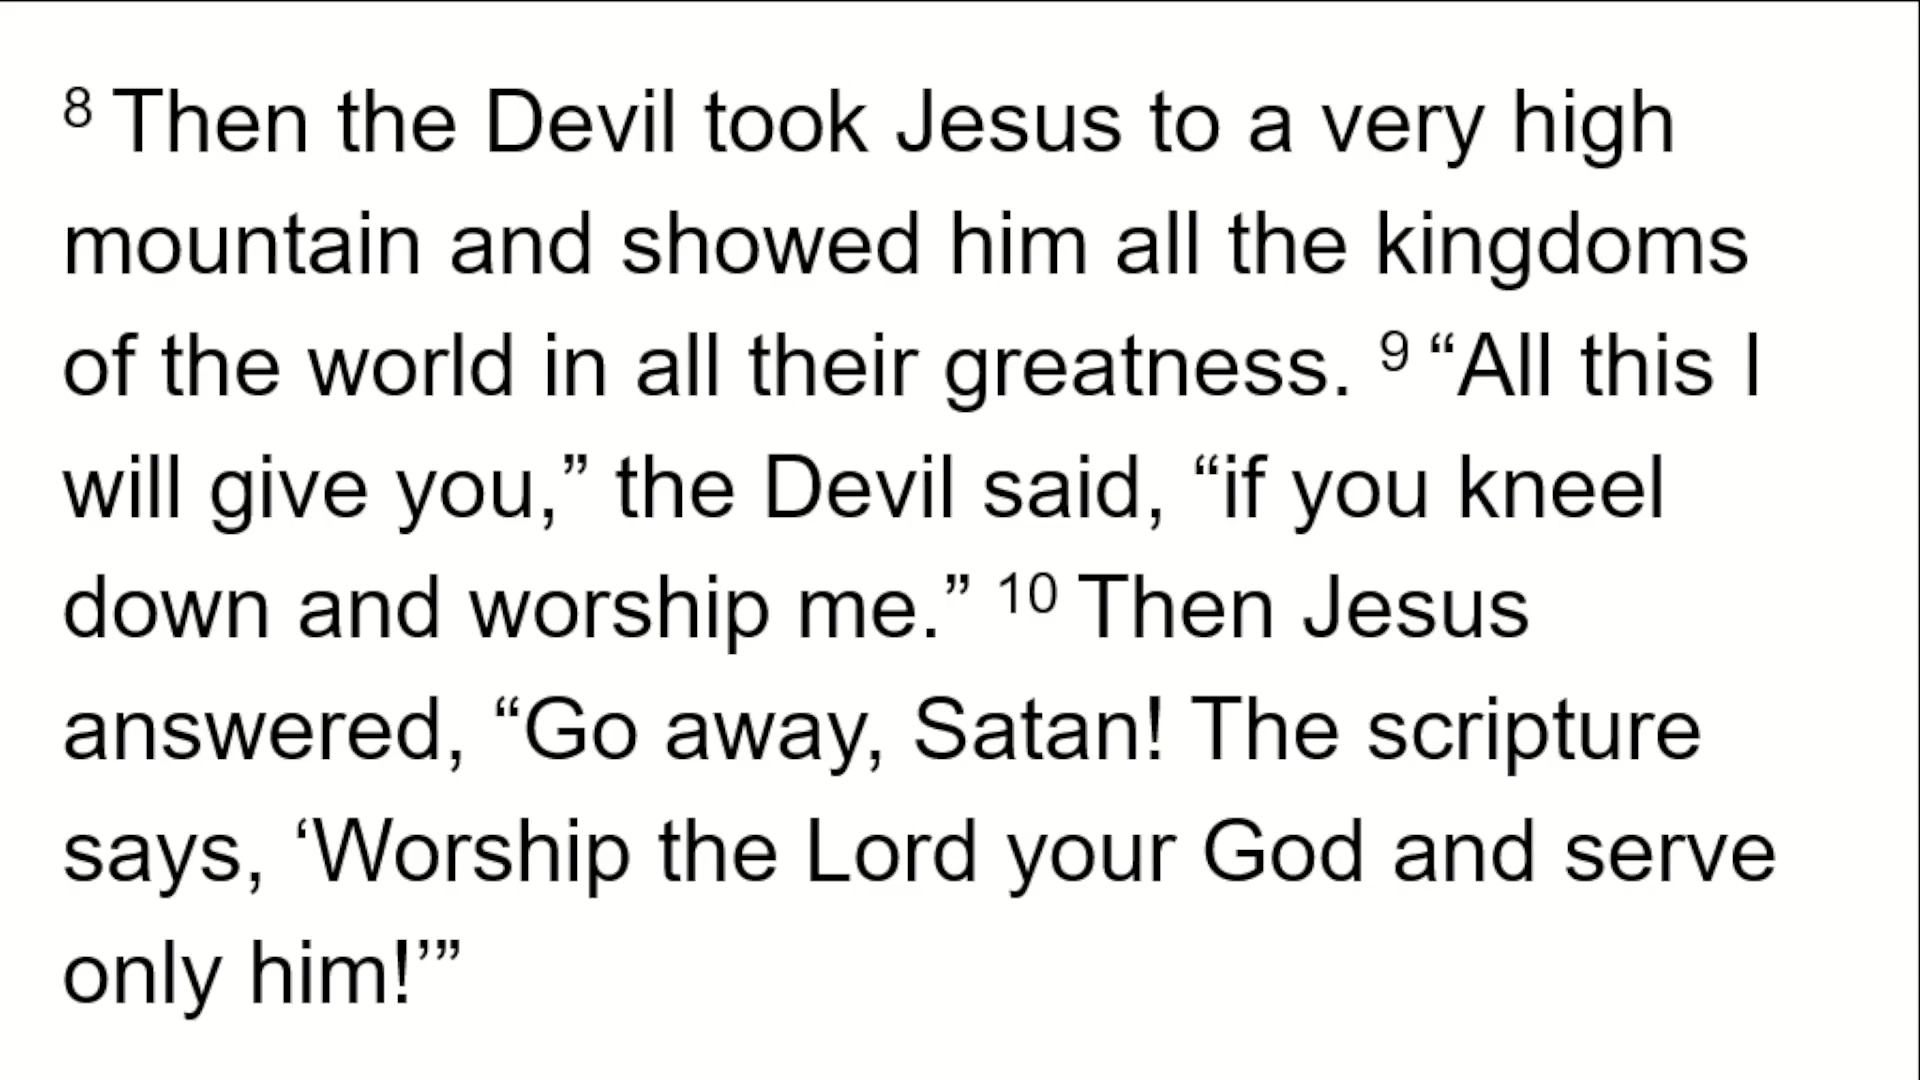 8 Then the Devil took Jesus to a very high
mountain and showed him all the kingdoms
of the world in all their greatness. 9 “All this I
will give you,” the Devil said, “if you kneel
down and worship me.” 10 Then Jesus
answered, “Go away, Satan! The scripture
says, ‘Worship the Lord your God and serve
only him!’”